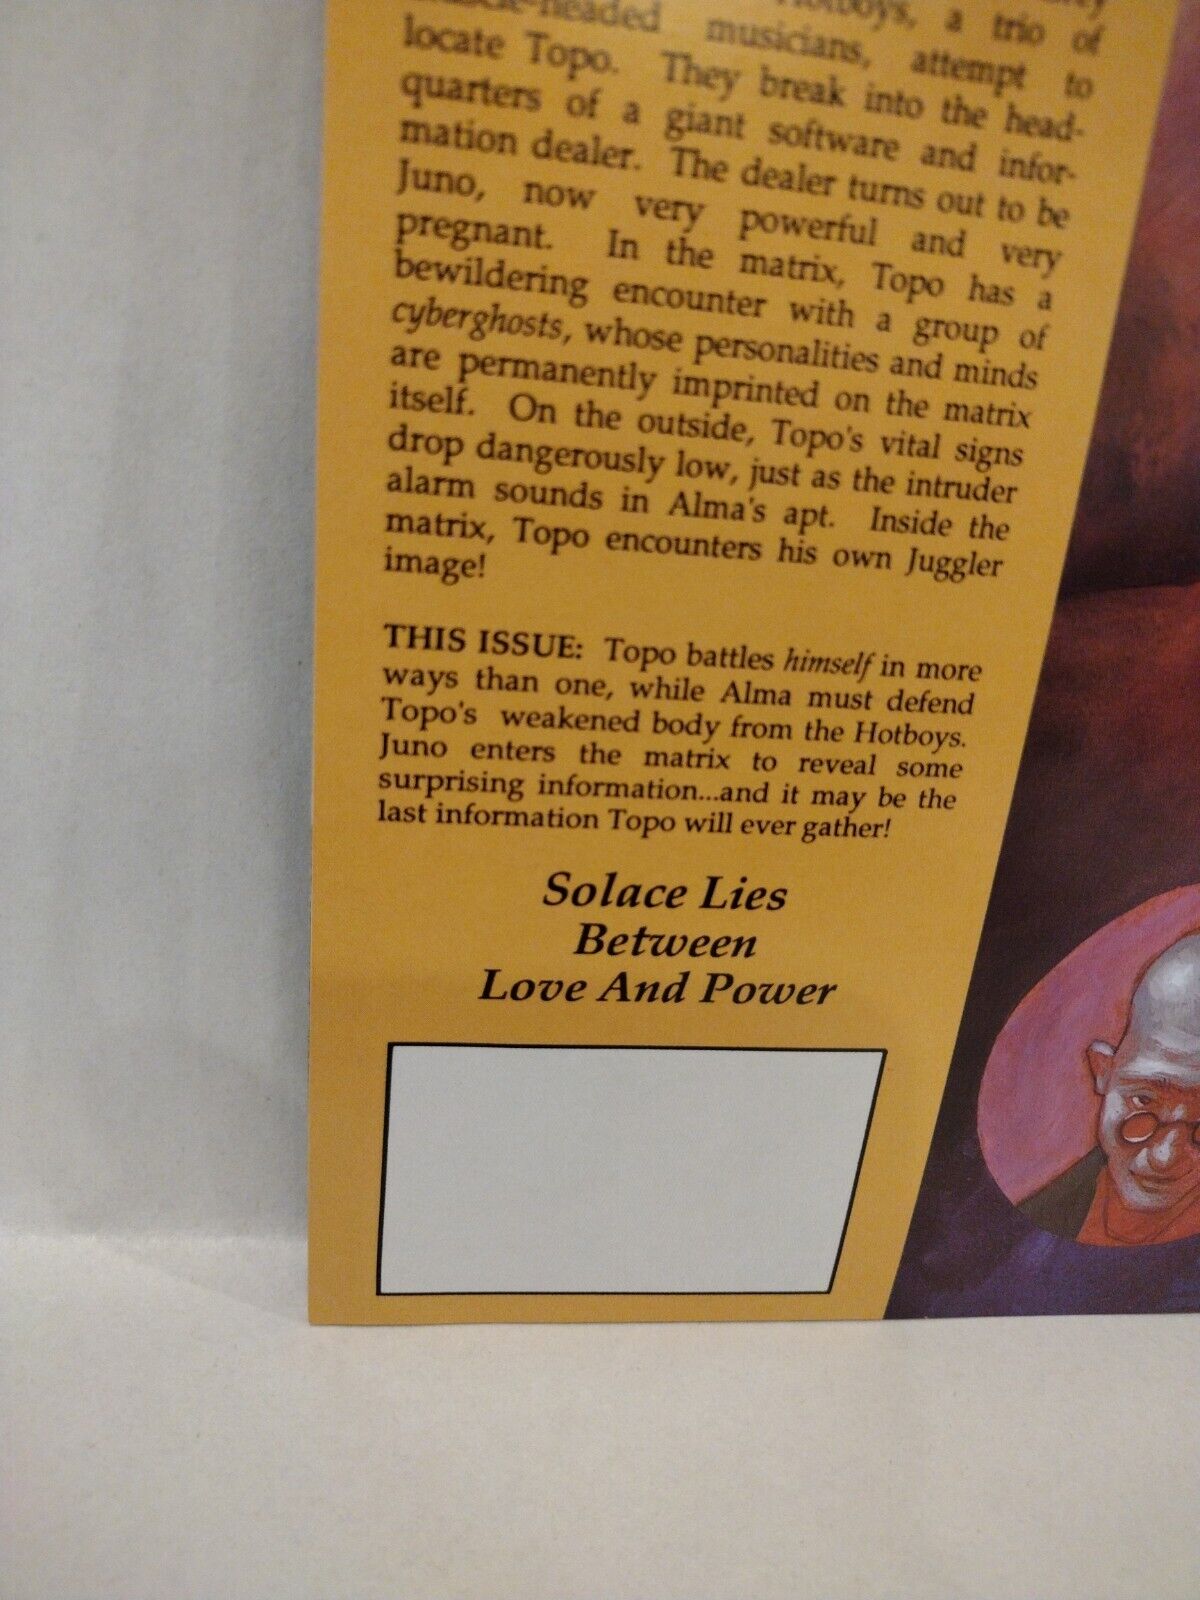 Hotboys, a trio of
muscle-headed musicians, attempt to
locate Topo. They break into the head-
quarters of a giant software and infor-
mation dealer. The dealer turns out to be
Juno, now very powerful and very
pregnant. In the matrix, Topo has a
bewildering encounter with a group of
cyberghosts, whose personalities and minds
are permanently imprinted on the matrix
itself. On the outside, Topo's vital signs
drop dangerously low, just as the intruder
alarm sounds in Alma's apt. Inside the
matrix, Topo encounters his own Juggler
image!
THIS ISSUE: Topo battles himself in more
ways than one, while Alma must defend
Topo's weakened body from the Hotboys.
Juno enters the matrix to reveal some
surprising information...and it may be the
last information Topo will ever gather!
Solace Lies
Between
Love And Power